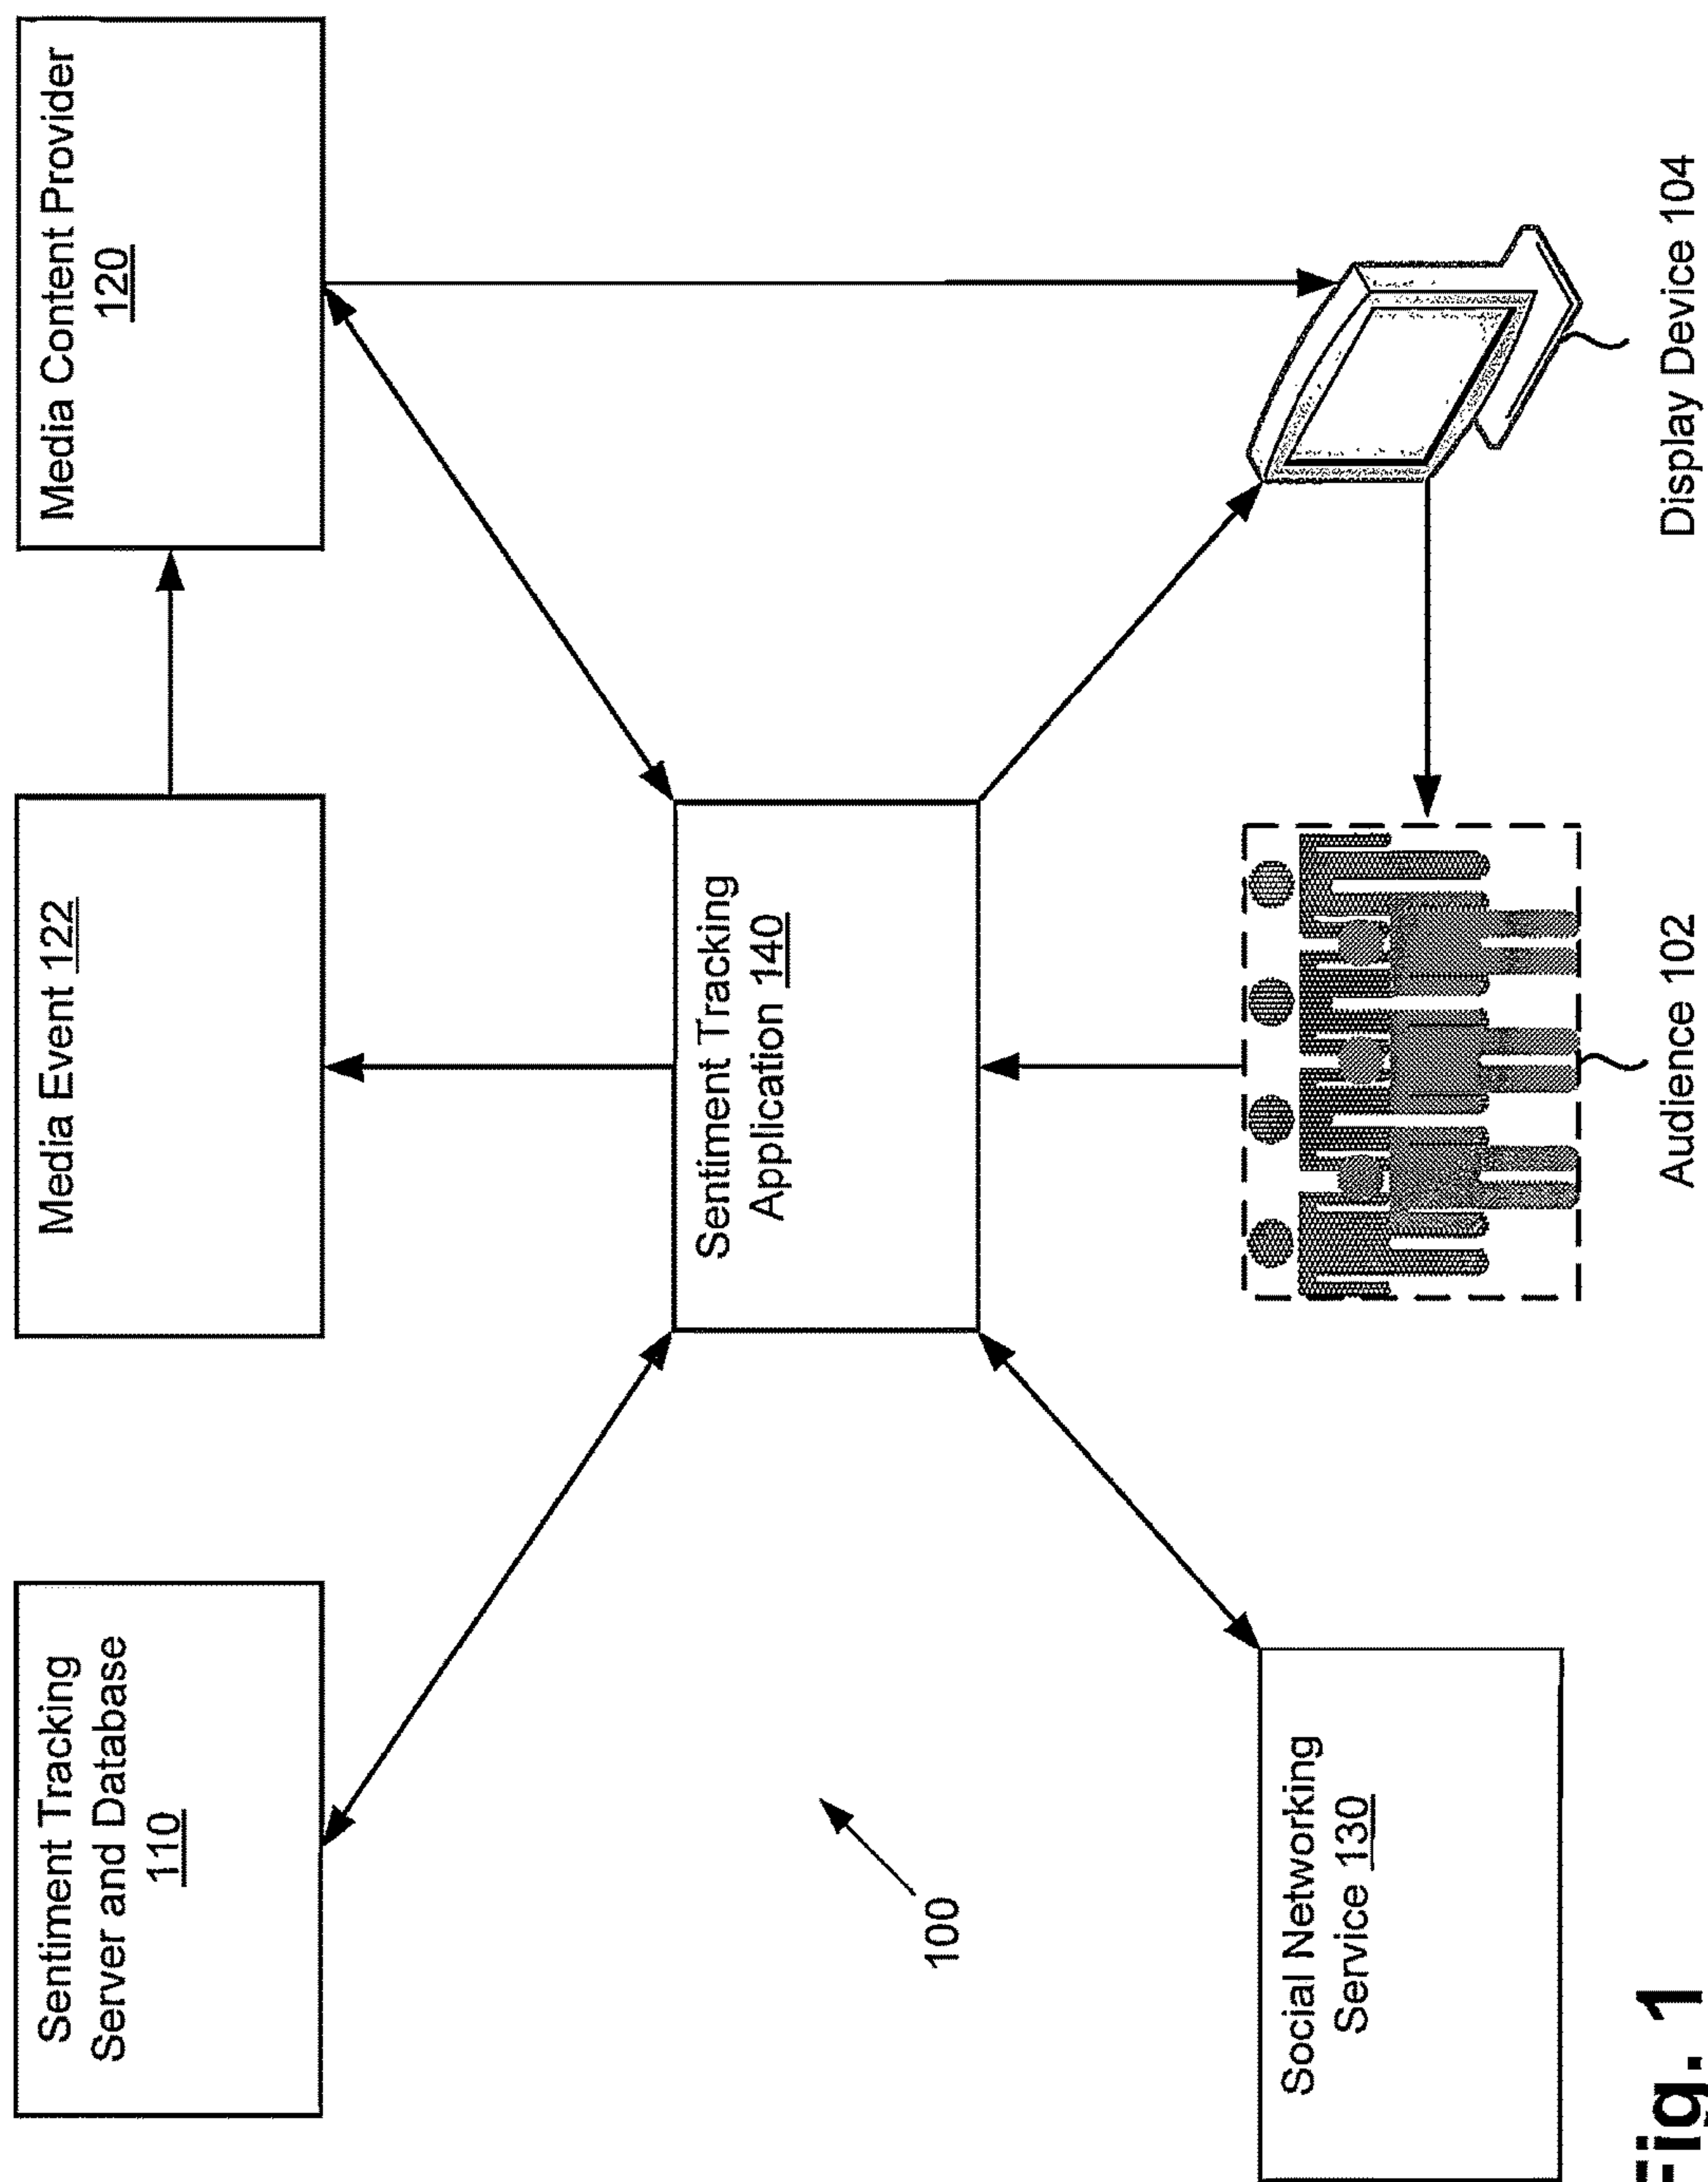 Sentiment Tracking
Server and Database
110
Media Event 122
Media Content Provider
120
Sentiment Tracking
Application 140
100
Social Networking
Service 130
Audience 102
Display Device 104
Fig. 1